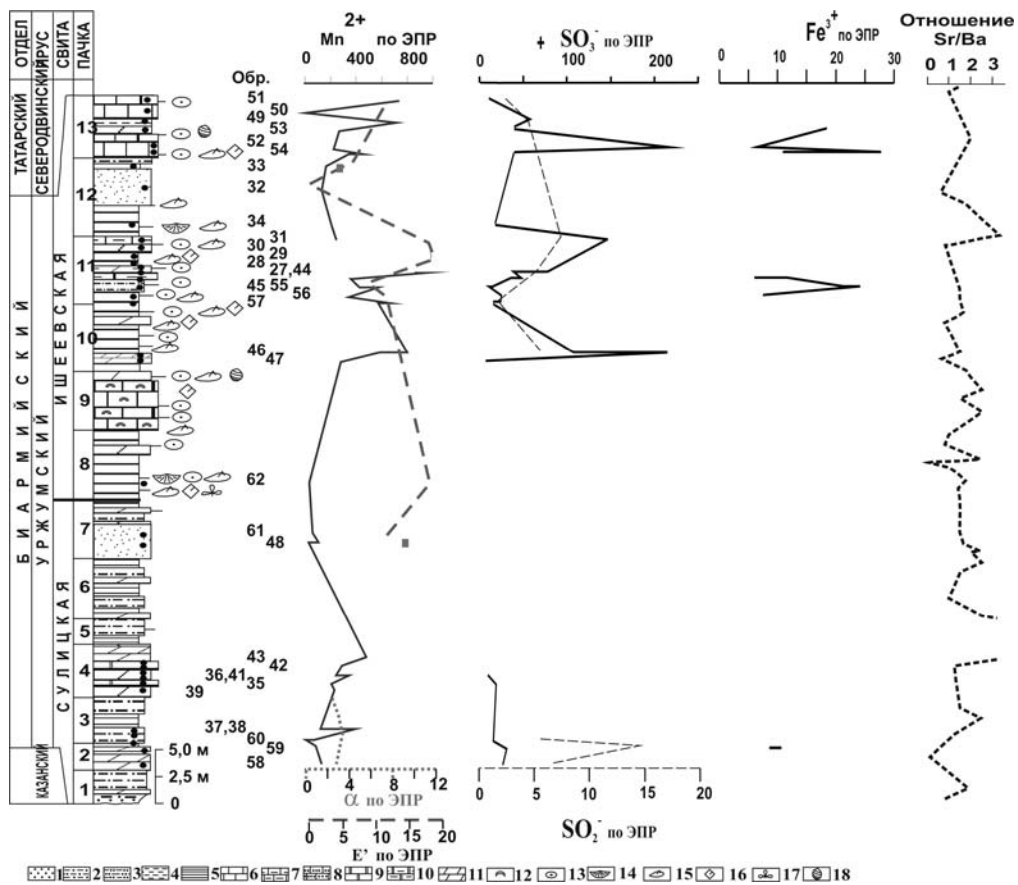 ОТДЕЛ
ЯРУС
СВИТА
ПАЧКА
ТАТАРСКИЙ
СЕВЕРОДВИНСКИЙ
БИАРМИЙСКИЙ
УРЖУМСКИЙ
КАЗАНСКИЙ
ИШЕЕВСКАЯ
СУЛИЦКАЯ
13
12
11
10
9
8
7
6
5
4
3
2
1
5,0 м
2,5 м
0
Обр.
51
50
49
53
52
54
33
32
34
31
30
29
28
27,44
45 55
56
57
46
47
62
61
48
43
42
36,41
35
39
37,38
60
59
58
2+
Mn по ЭПР
0 400 800 1000
0 4 8 12
α по ЭПР
0 5 10 15 20
E' по ЭПР
+ SO3- по ЭПР
0 100 200
0 5 10 15 20
SO2- по ЭПР
Fe3+ по ЭПР
0 10 20 30
Отношение
Sr/Ba
0 1 2 3
1 2 3 4 5 6 7 8 9 10 11 12 13 14 15 16 17 18